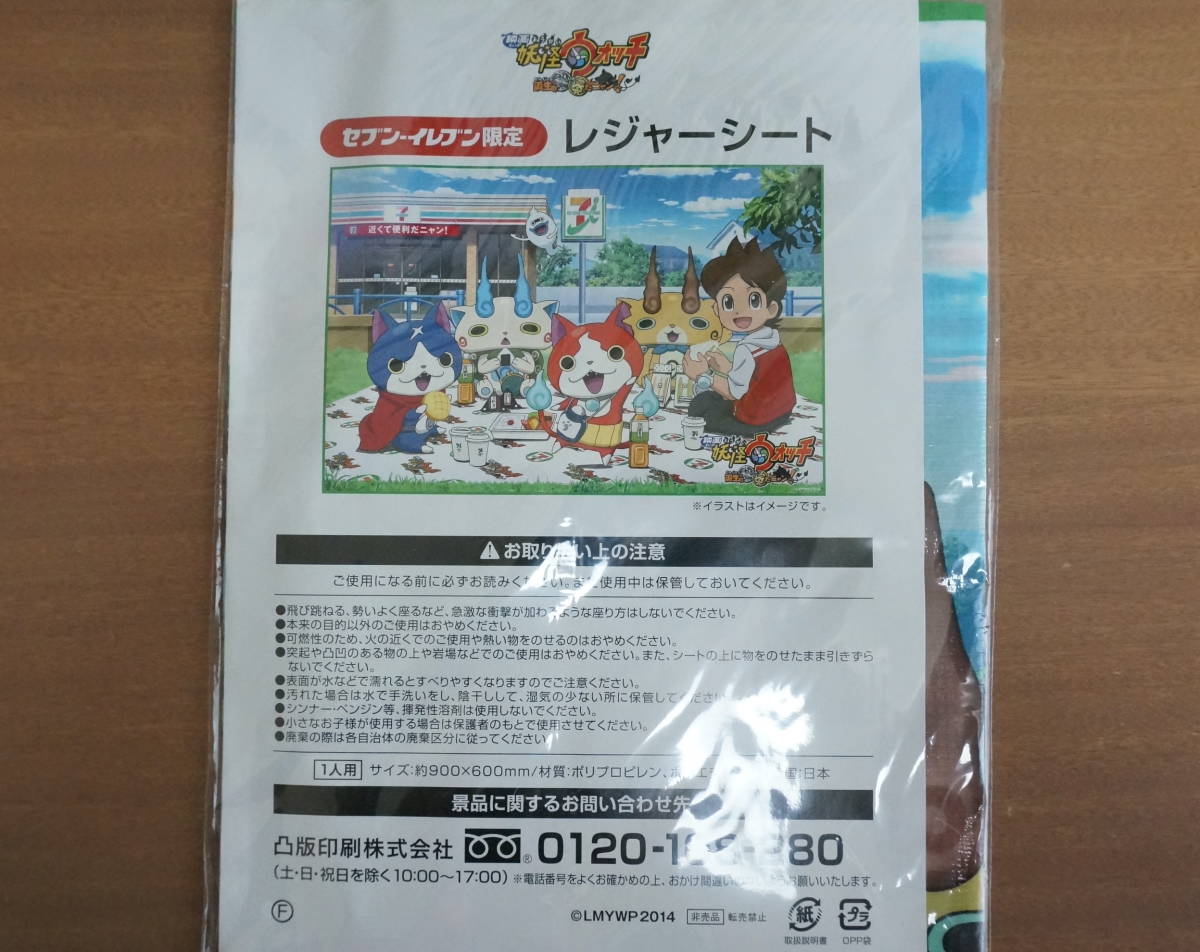 映画
妖怪ウォッチ
誕生の秘密だニャン!
セブン-イレブン限定 レジャーシート
近くて便利だニャン!
映画
妖怪ウォッチ
※イラストはイメージです。
お取り扱い上の注意
ご使用になる前に必ずお読みください。また使用中は保管しておいてください。
●飛び跳ねる、勢いよく座るなど、急激な衝撃が加わるような座り方はしないでください。
●本来の目的以外のご使用はおやめください。
●可燃性のため、火の近くでのご使用や熱い物をのせるのはおやめください。
●突起や凸凹のある物の上や岩場などでのご使用はおやめください。また、シートの上に物をのせたまま引きずら
ないでください。
●表面が水などで濡れるとすべりやすくなりますのでご注意ください。
●汚れた場合は水で手洗いをし、陰干しして、湿気の少ない所に保管してください
●シンナー・ベンジン等、揮発性溶剤は使用しないでください。
●小さなお子様が使用する場合は保護者のもとで使用させてください。
●廃棄の際は各自治体の廃棄区分に従ってください
1人用 サイズ:約900×600mm/材質:ポリプロピレン、 国:日本
景品に関するお問い合わせ先
凸版印刷株式会社 ® 0120-1
(土・日・祝日を除く10:00〜17:00) ※電話番号をよくお確かめの上、おかけ間違いのないようお願いいたします。
Ⓕ
©LMYWP2014 非売品 転売禁止 紙 プラ
取扱説明書 OPP袋